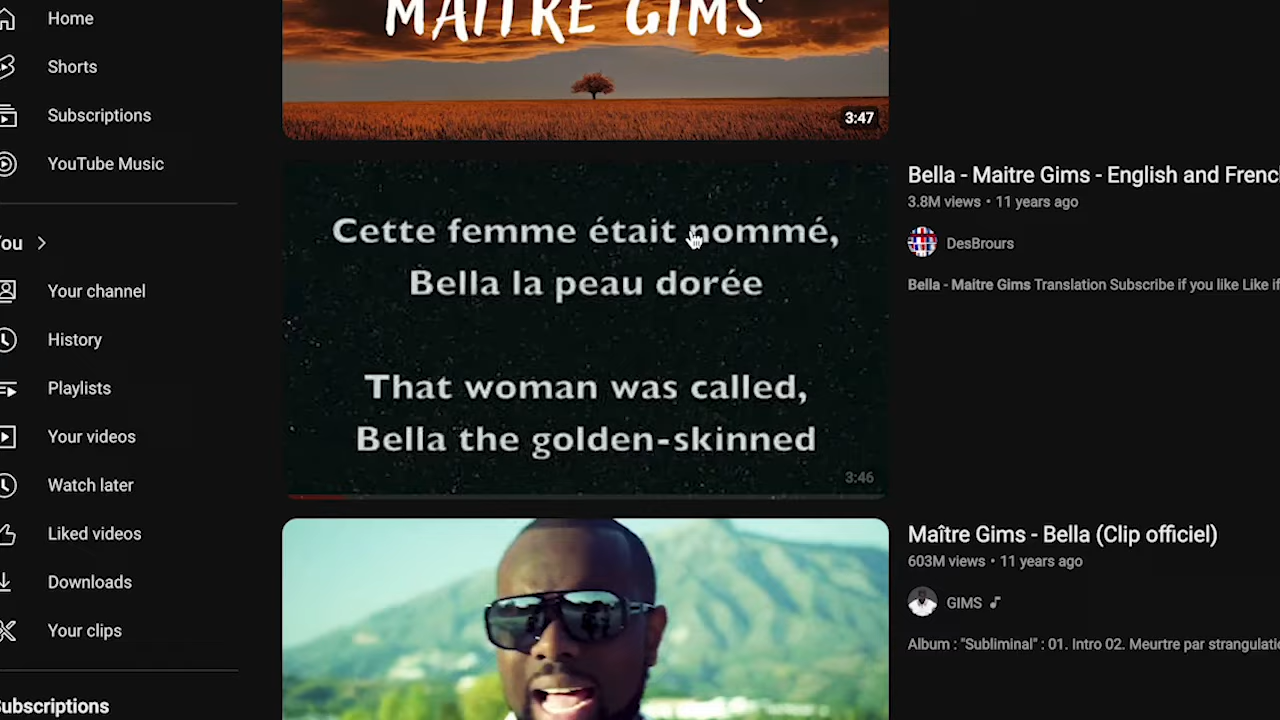 Home
Shorts
Subscriptions
YouTube Music
You
Your channel
History
Playlists
Your videos
Watch later
Liked videos
Downloads
Your clips
Subscriptions
MAITRE GIMS
3:47
Cette femme était nommé,
Bella la peau dorée
That woman was called,
Bella the golden-skinned
3:46
Bella - Maitre Gims - English and French
3.8M views • 11 years ago
DesBrours
Bella - Maitre Gims Translation Subscribe if you like Like if
Maître Gims - Bella (Clip officiel)
603M views • 11 years ago
GIMS
Album : "Subliminal" : 01. Intro 02. Meurtre par strangulatio